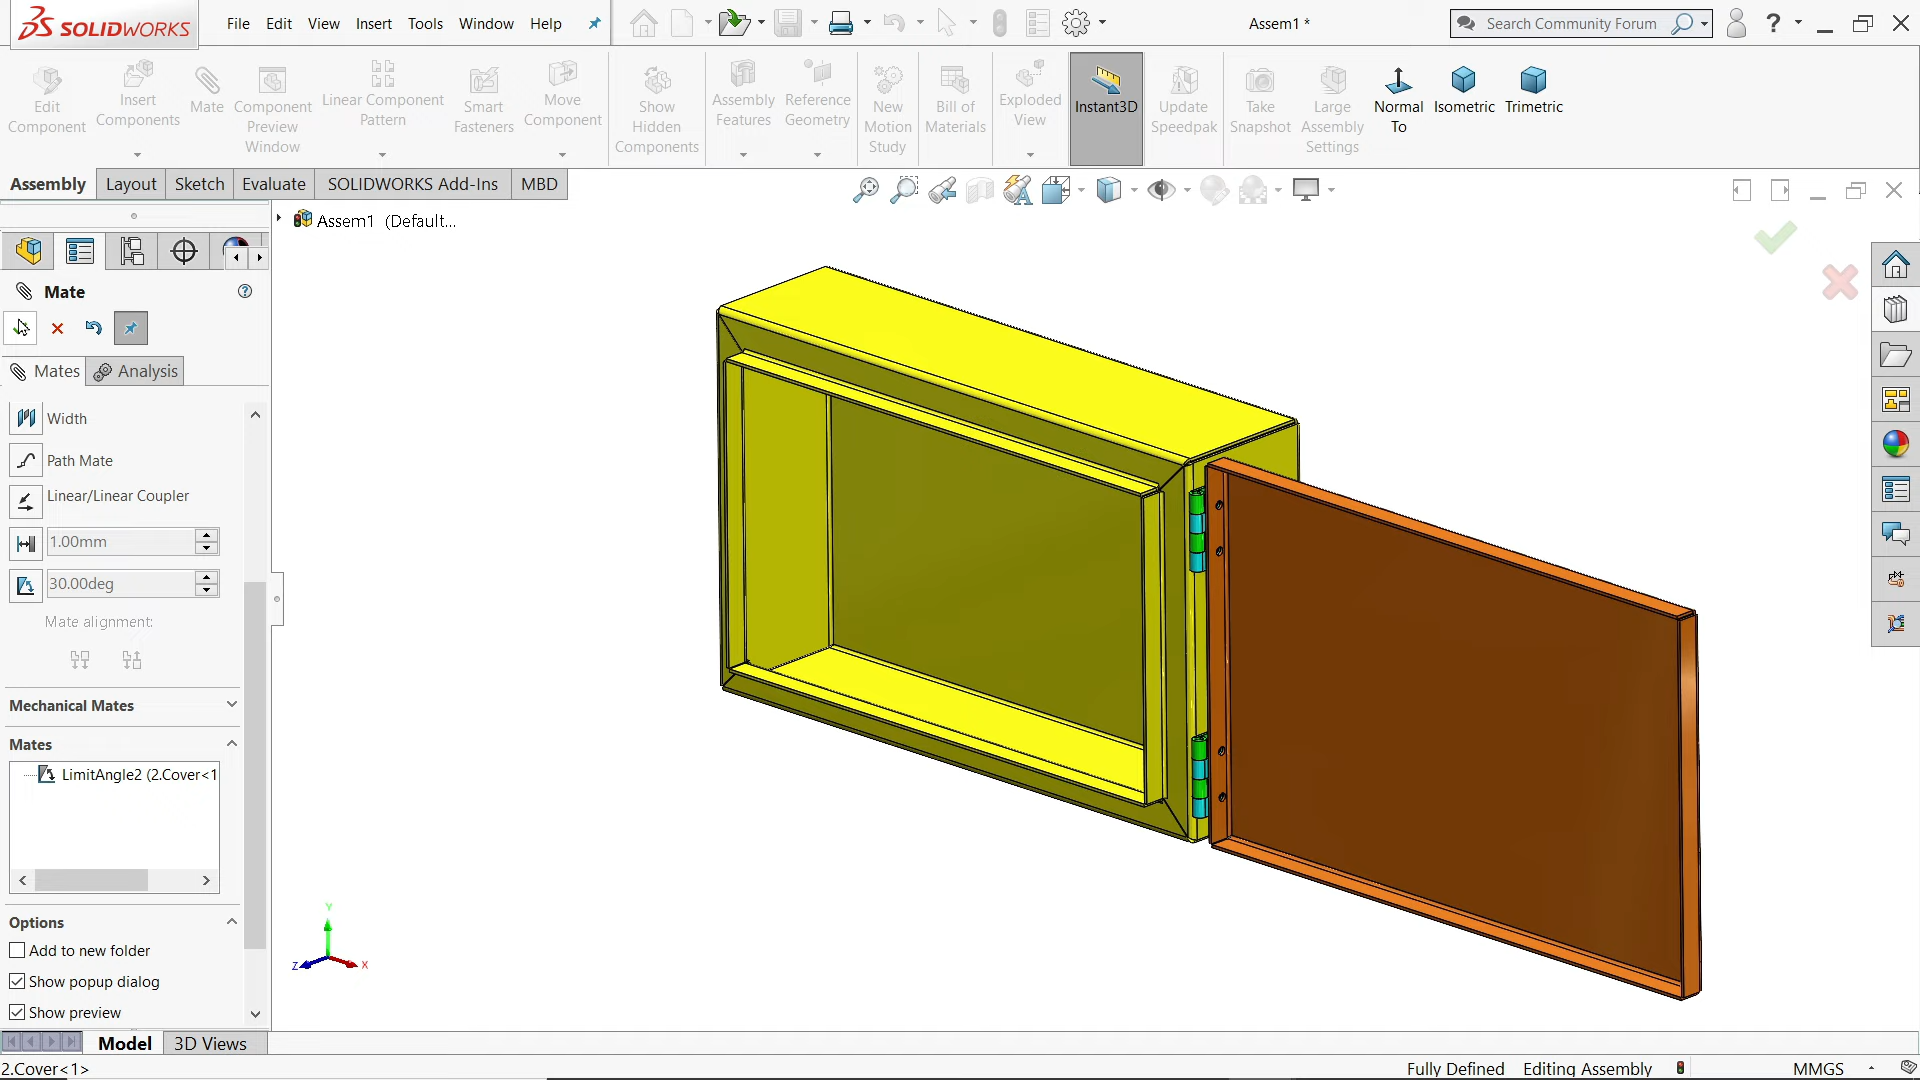 SOLIDWORKS File Edit View Insert Tools Window Help Assem1 * Search Community Forum ?
Edit Component
Insert Components
Mate
Component Preview Window
Linear Component Pattern
Smart Fasteners
Move Component
Show Hidden Components
Assembly Features
Reference Geometry
New Motion Study
Bill of Materials
Exploded View
Instant3D
Update Speedpak
Take Snapshot
Large Assembly Settings
Normal To
Isometric
Trimetric
Assembly Layout Sketch Evaluate SOLIDWORKS Add-Ins MBD
Assem1 (Default...
Mate
Mates Analysis
Width
Path Mate
Linear/Linear Coupler
1.00mm
30.00deg
Mate alignment:
Mechanical Mates
Mates
LimitAngle2 (2.Cover<1
Options
Add to new folder
Show popup dialog
Show preview
Y
Z X
Model 3D Views
2.Cover<1> Fully Defined Editing Assembly MMGS